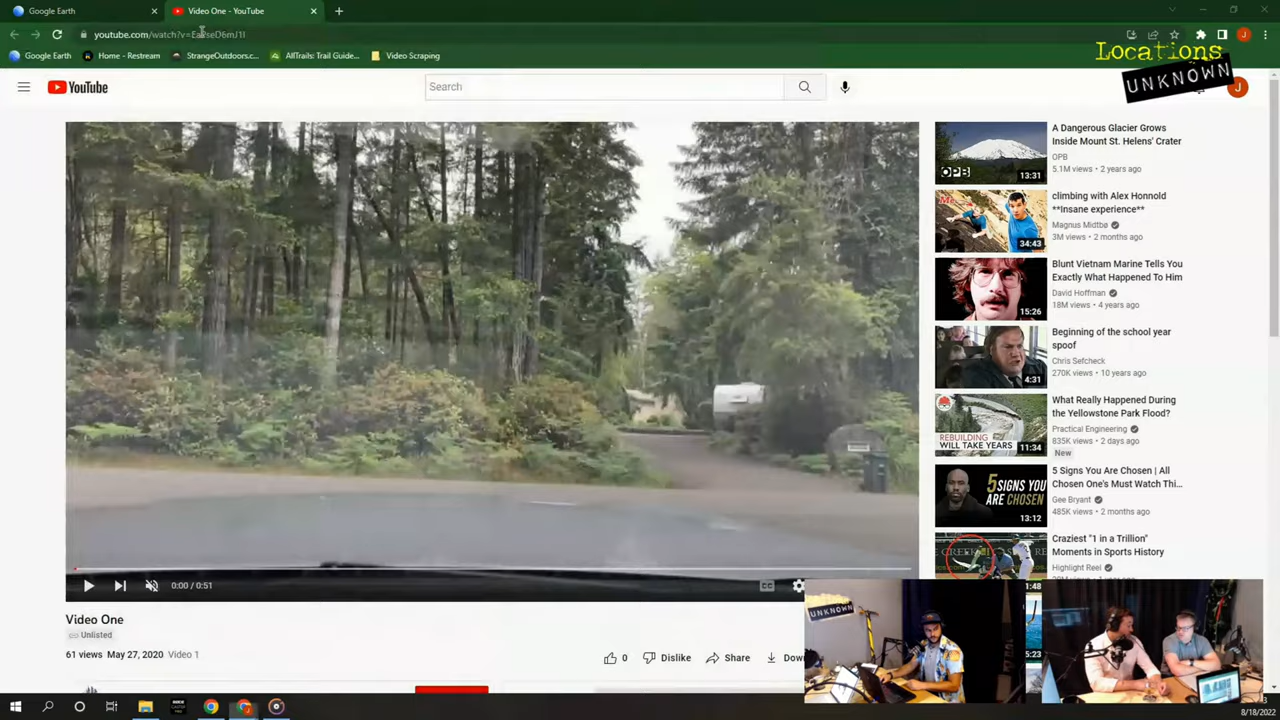 Google Earth
Video One - YouTube
Google Earth
Home - Restream
StrangeOutdoors.c...
AllTrails: Trail Guide...
Video Scraping
Locations
UNKNOWN
YouTube
Search
J
A Dangerous Glacier Grows
Inside Mount St. Helens' Crater
OPB
5.1M views • 2 years ago
OPB
13:31
climbing with Alex Honnold
**Insane experience**
Magnus Midtbø
3M views • 2 months ago
34:43
Blunt Vietnam Marine Tells You
Exactly What Happened To Him
David Hoffman
18M views • 4 years ago
15:26
Beginning of the school year
spoof
Chris Sefcheck
270K views • 10 years ago
4:31
What Really Happened During
the Yellowstone Park Flood?
Practical Engineering
835K views • 2 days ago
New
REBUILDING
WILL TAKE YEARS
11:34
5 Signs You Are Chosen | All
Chosen One's Must Watch Thi...
Gee Bryant
485K views • 2 months ago
5 SIGNS YOU
ARE CHOSEN
13:12
Craziest "1 in a Trillion"
Moments in Sports History
Highlight Reel
0:00 / 0:51
CC
Video One
Unlisted
61 views May 27, 2020 Video 1
0
Dislike
Share
Down
UNKNOWN
8/18/2022